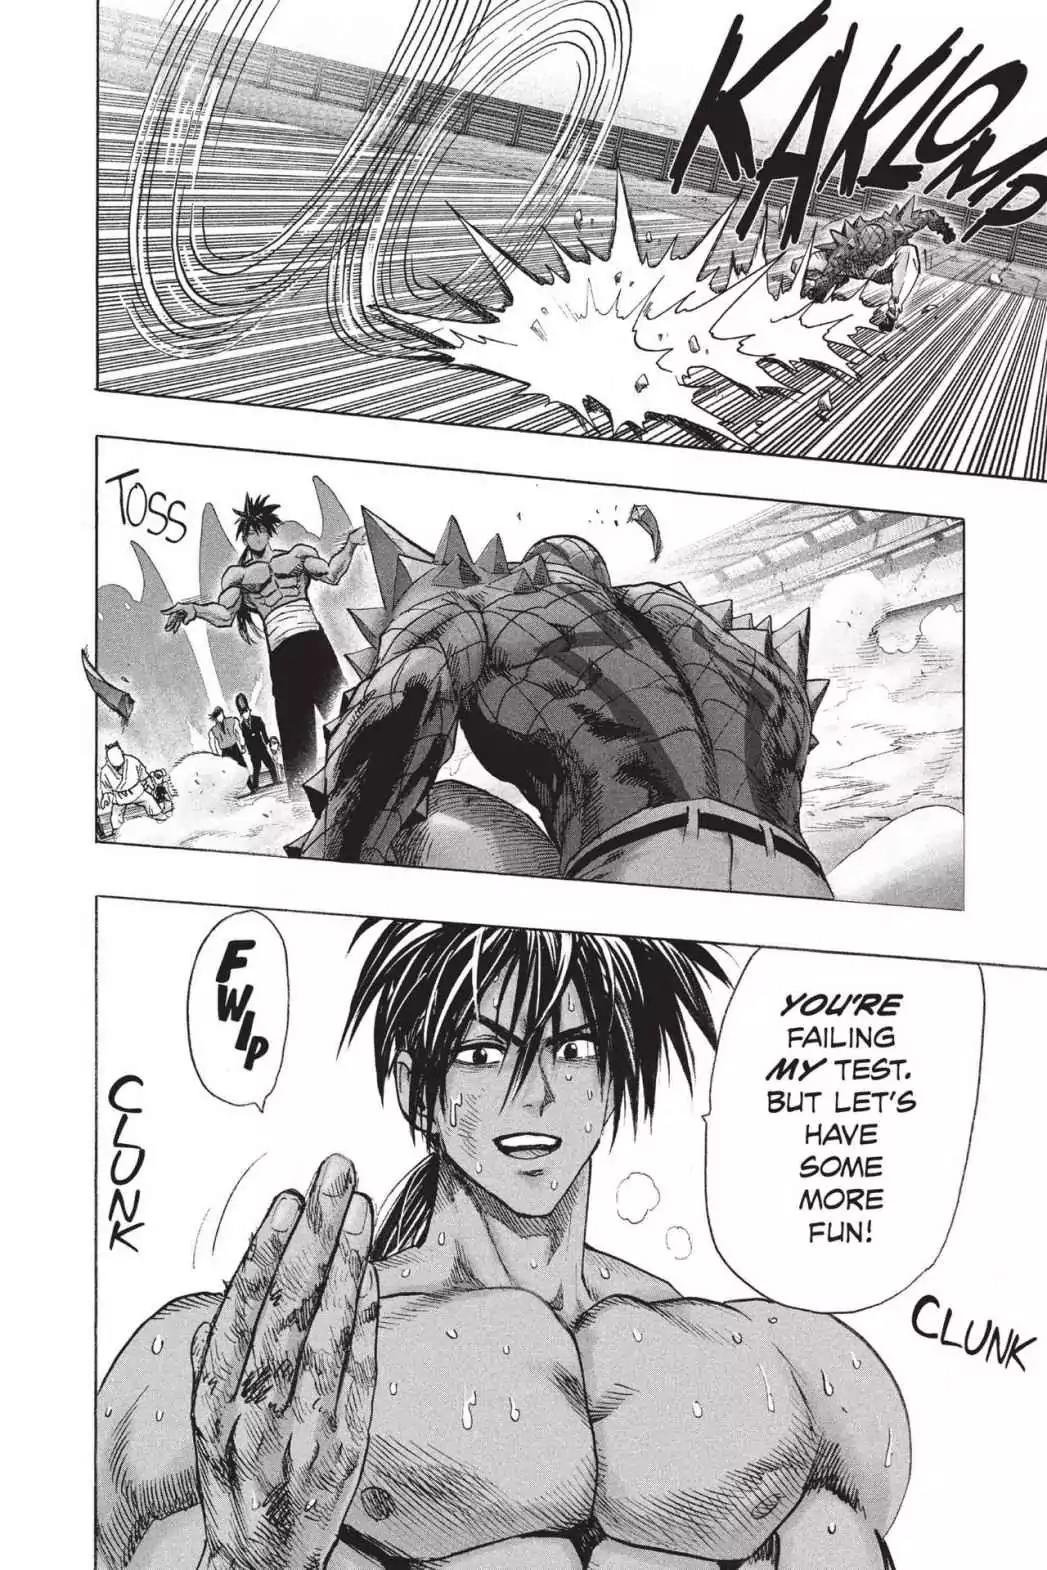 KAKLOMP
TOSS
YOU'RE
FAILING
MY TEST.
BUT LET'S
HAVE
SOME
MORE
FUN!
FWIP
CLUNK
CLUNK